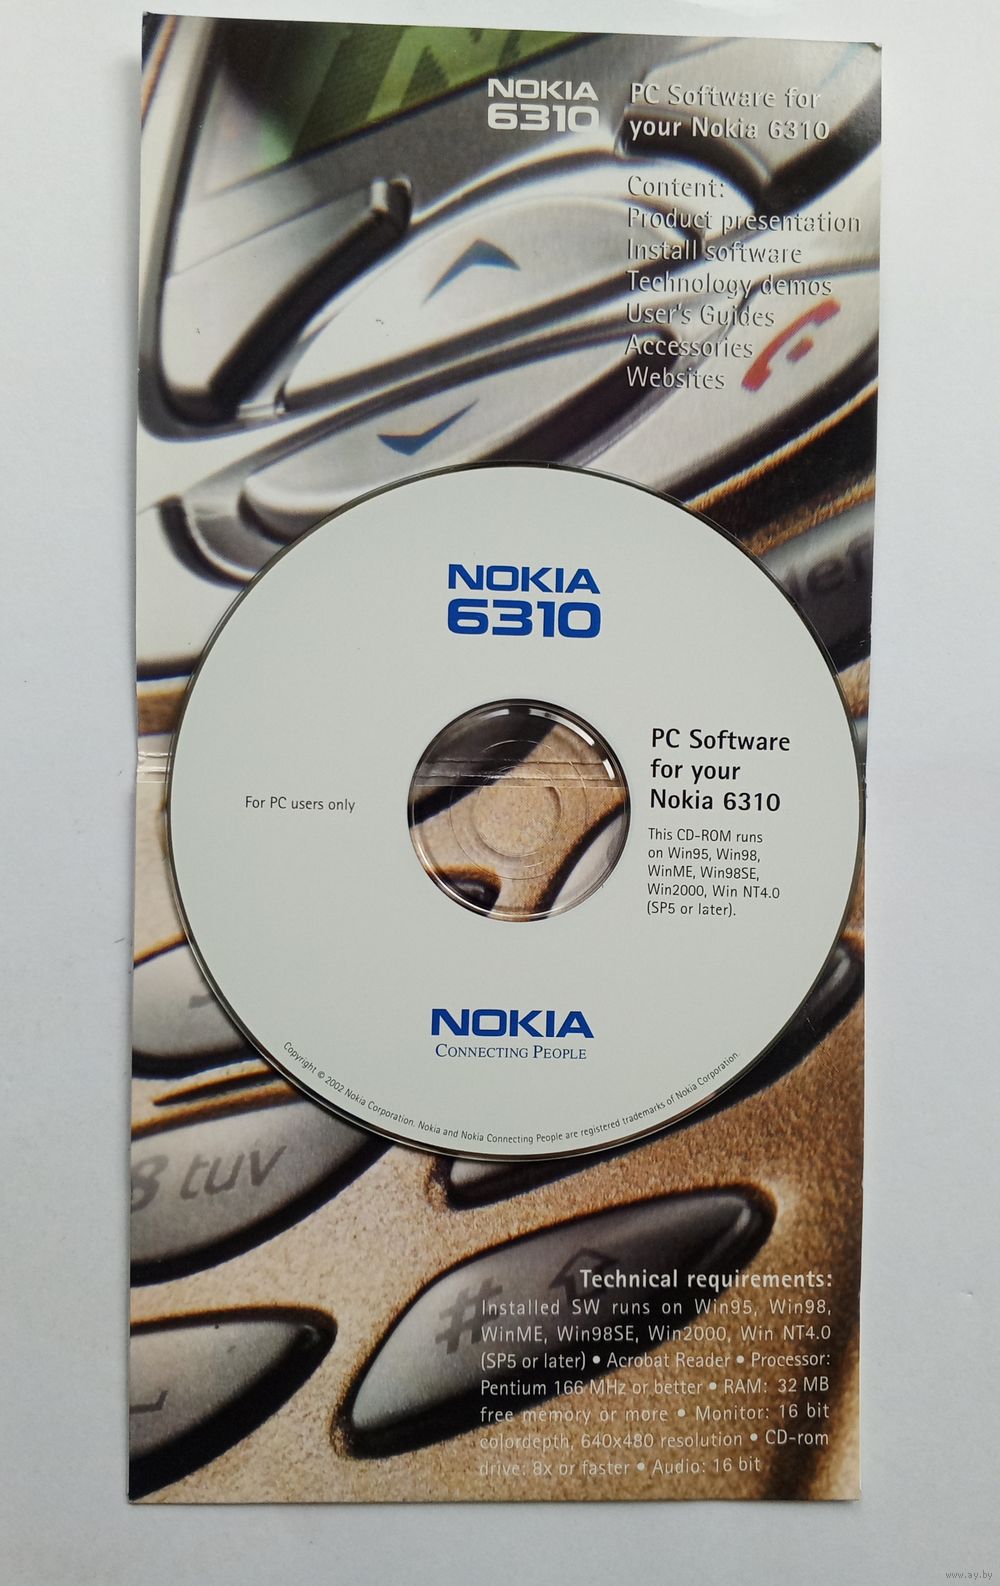 NOKIA
6310
PC Software for
your Nokia 6310
Content:
Product presentation
Install software
Technology demos
User's Guides
Accessories
Websites
NOKIA
6310
PC Software
for your
Nokia 6310
This CD-ROM runs
on Win95, Win98,
WinME, Win98SE,
Win2000, Win NT4.0
(SP5 or later).
For PC users only
NOKIA
CONNECTING PEOPLE
Copyright © 2002 Nokia Corporation. Nokia and Nokia Connecting People are registered trademarks of Nokia Corporation.
8 tuv
#
Technical requirements:
Installed SW runs on Win95, Win98,
WinME, Win98SE, Win2000, Win NT4.0
(SP5 or later) • Acrobat Reader • Processor:
Pentium 166 MHz or better • RAM: 32 MB
free memory or more • Monitor: 16 bit
colordepth, 640x480 resolution • CD-rom
drive: 8x or faster • Audio: 16 bit
www.ay.by